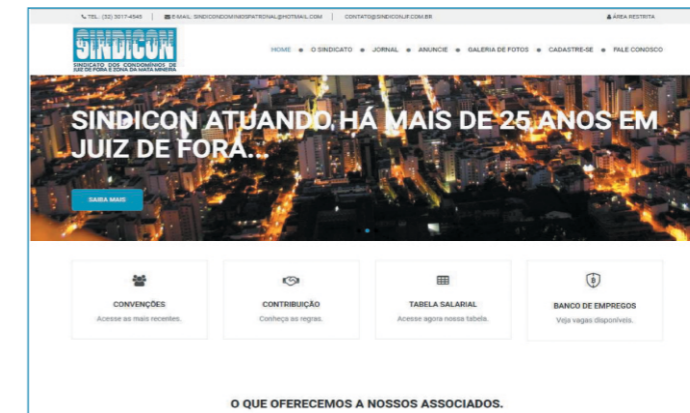 TEL.: (32) 3017-4545 | E-MAIL: SINDICONDOMINIOSPATRONAL@HOTMAIL.COM | CONTATO@SINDICONJF.COM.BR ÁREA RESTRITA
SINDICON
SINDICATO DOS CONDOMÍNIOS DE
JUIZ DE FORA E ZONA DA MATA MINEIRA
HOME O SINDICATO JORNAL ANUNCIE GALERIA DE FOTOS CADASTRE-SE FALE CONOSCO
SINDICON ATUANDO HÁ MAIS DE 25 ANOS EM
JUIZ DE FORA...
SAIBA MAIS
CONVENÇÕES CONTRIBUIÇÃO TABELA SALARIAL BANCO DE EMPREGOS
Acesse as mais recentes. Conheça as regras. Acesse agora nossa tabela. Veja vagas disponíveis.
O QUE OFERECEMOS A NOSSOS ASSOCIADOS.